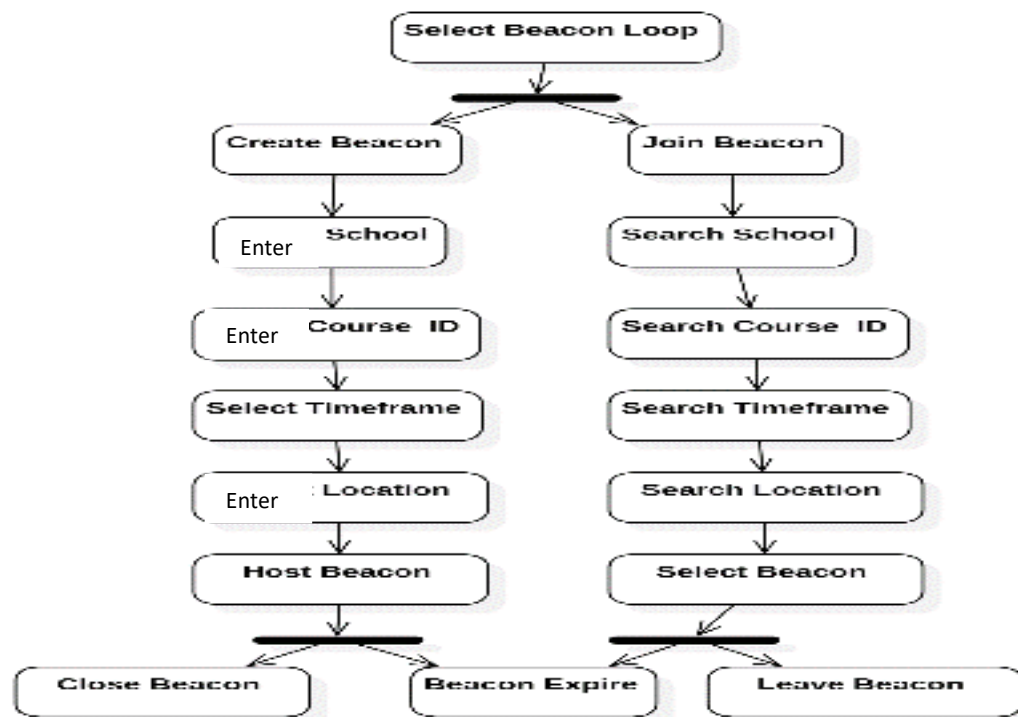 Select Beacon Loop
Create Beacon
Join Beacon
Enter School
Search School
Enter Course ID
Search Course ID
Select Timeframe
Search Timeframe
Enter Location
Search Location
Host Beacon
Select Beacon
Close Beacon
Beacon Expire
Leave Beacon